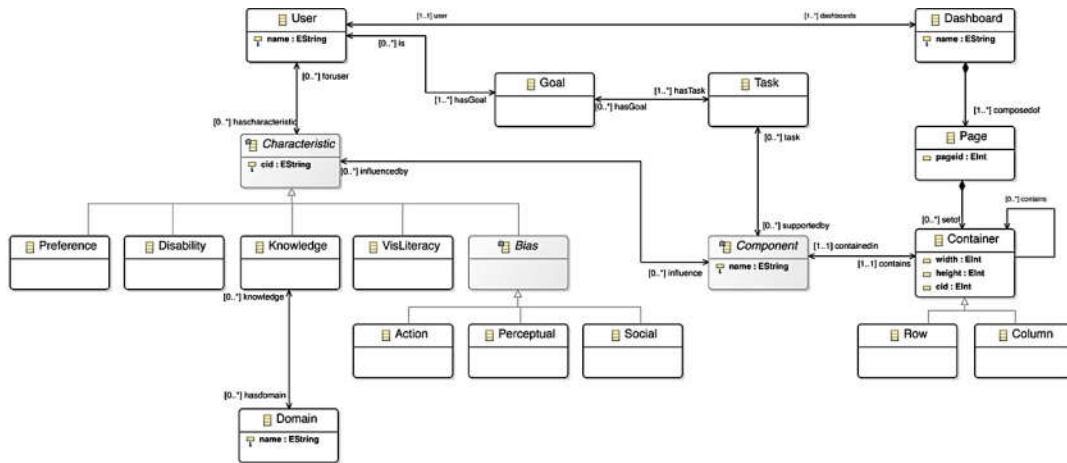 User
name : EString
[1..1] user
[1..*] dashboards
Dashboard
name : EString
[0..*] is
[0..*] foruser
Goal
Task
[1..*] hasGoal
[1..*] hasTask
[0..*] hasGoal
[0..*] task
[1..*] composedof
[0..*] hascharacteristic
Characteristic
cid : EString
[0..*] influencedby
Page
pageid : EInt
[0..*] contains
[0..*] supportedby
[0..*] setof
Preference
Disability
Knowledge
VisLiteracy
Bias
Component
name : EString
[1..1] containedin
[1..1] contains
Container
width : EInt
height : EInt
cid : EInt
[0..*] influence
[0..*] knowledge
Action
Perceptual
Social
Row
Column
[0..*] hasdomain
Domain
name : EString